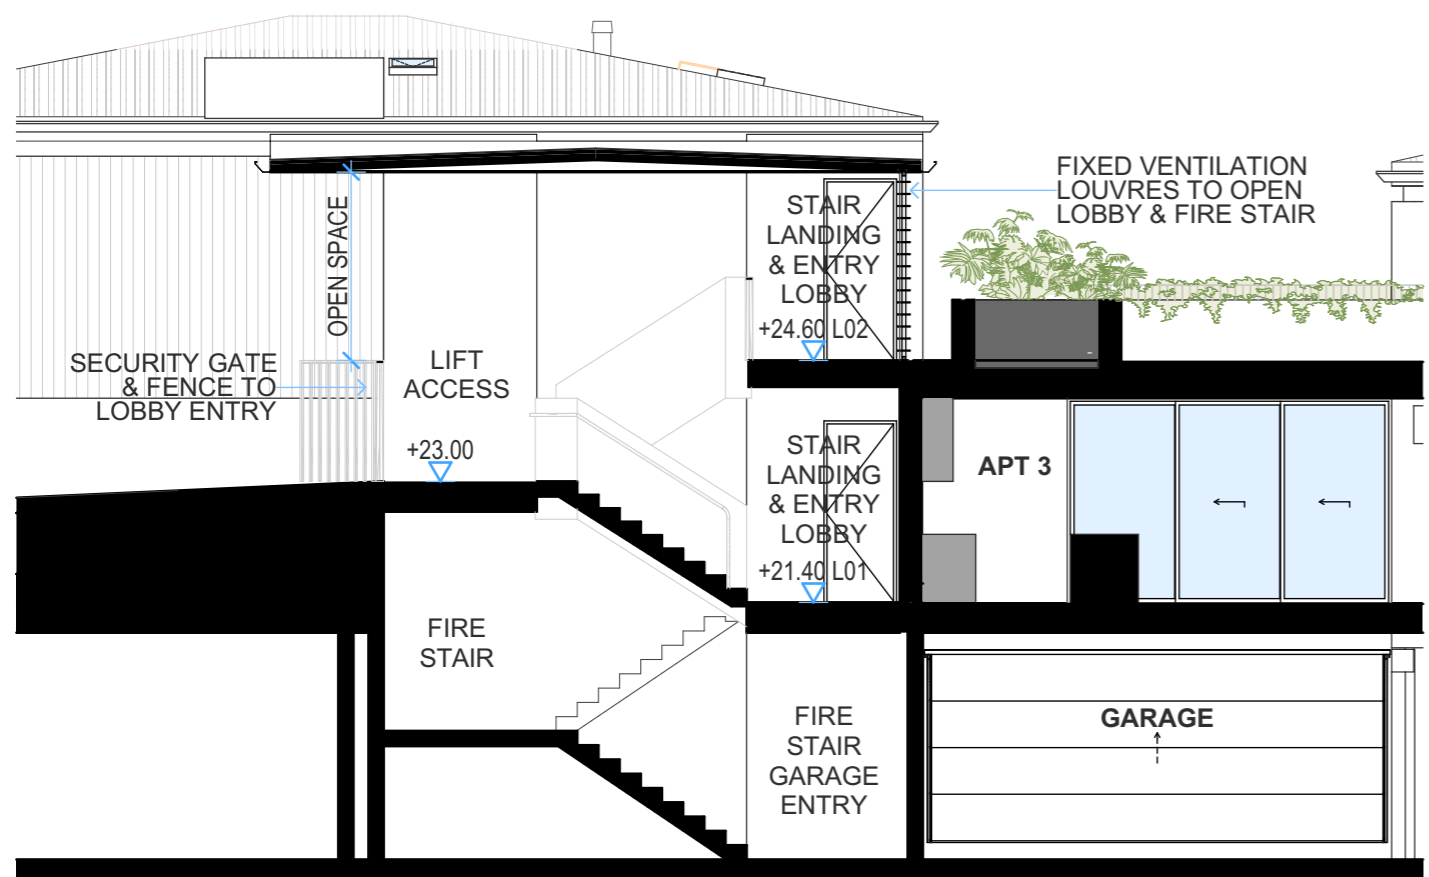 FIXED VENTILATION
LOUVRES TO OPEN
LOBBY & FIRE STAIR
STAIR
LANDING
& ENTRY
LOBBY
+24.60 L02
OPEN SPACE
SECURITY GATE
& FENCE TO
LOBBY ENTRY
LIFT
ACCESS
+23.00
STAIR
LANDING
& ENTRY
LOBBY
+21.40 L01
APT 3
FIRE
STAIR
FIRE
STAIR
GARAGE
ENTRY
GARAGE